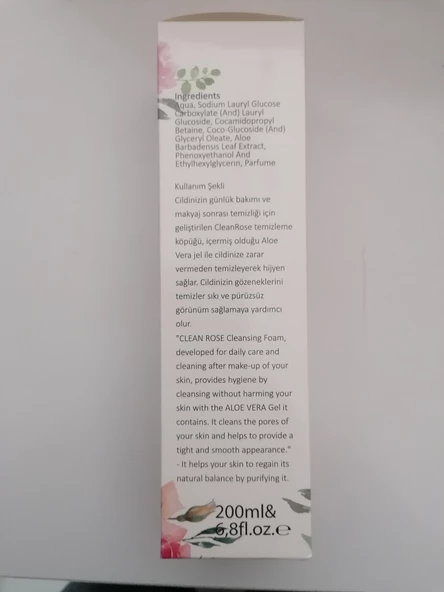 Ingredients
Aqua, Sodium Lauryl Glucose
Carboxylate (And) Lauryl
Glucoside, Cocamidopropyl
Betaine, Coco-Glucoside (And)
Glyceryl Oleate, Aloe
Barbadensis Leaf Extract,
Phenoxyethanol And
Ethylhexylglycerin, Parfume
Kullanım Şekli
Cildinizin günlük bakımı ve
makyaj sonrası temizliği için
geliştirilen CleanRose temizleme
köpüğü, içermiş olduğu Aloe
Vera jel ile cildinize zarar
vermeden temizleyerek hijyen
sağlar. Cildinizin gözeneklerini
temizler sıkı ve pürüzsüz
görünüm sağlamaya yardımcı
olur.
"CLEAN ROSE Cleansing Foam,
developed for daily care and
cleaning after make-up of your
skin, provides hygiene by
cleansing without harming your
skin with the ALOE VERA Gel it
contains. It cleans the pores of
your skin and helps to provide a
tight and smooth appearance."
- It helps your skin to regain its
natural balance by purifying it.
200ml&
6,8fl.oz.℮